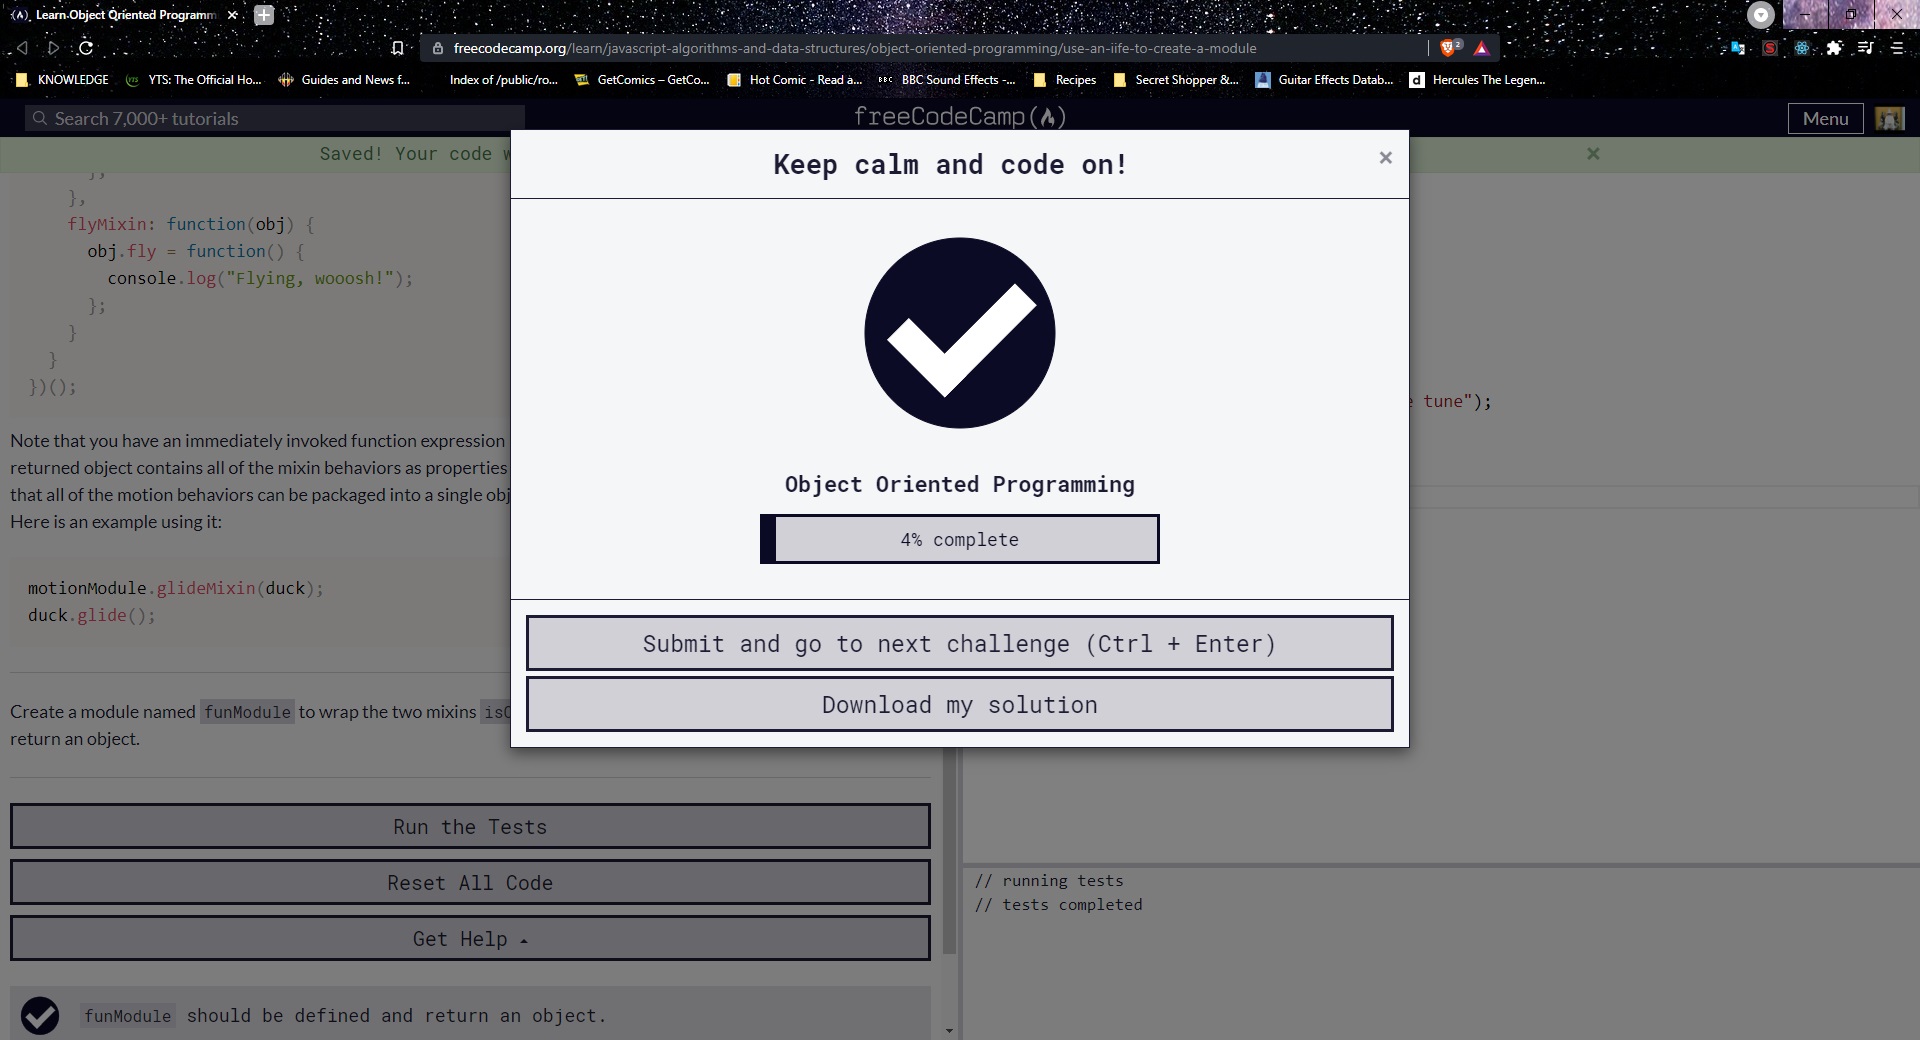 Learn Object Oriented Programm
freecodecamp.org/learn/javascript-algorithms-and-data-structures/object-oriented-programming/use-an-iife-to-create-a-module
2
KNOWLEDGE YTS: The Official Ho... Guides and News f... Index of /public/ro... GetComics – GetCo... Hot Comic - Read a... BBC BBC Sound Effects -... Recipes Secret Shopper &... Guitar Effects Datab... d Hercules The Legen...
Search 7,000+ tutorials
freeCodeCamp
Menu
Saved! Your code
Keep calm and code on!
×
};
},
flyMixin: function(obj) {
obj.fly = function() {
console.log("Flying, wooosh!");
};
}
}
})();
Note that you have an immediately invoked function expression
returned object contains all of the mixin behaviors as properties
that all of the motion behaviors can be packaged into a single obj
Here is an example using it:
motionModule.glideMixin(duck);
duck.glide();
Create a module named funModule to wrap the two mixins
return an object.
Run the Tests
Reset All Code
Get Help
funModule should be defined and return an object.
Object Oriented Programming
4% complete
Submit and go to next challenge (Ctrl + Enter)
Download my solution
tune");
// running tests
// tests completed